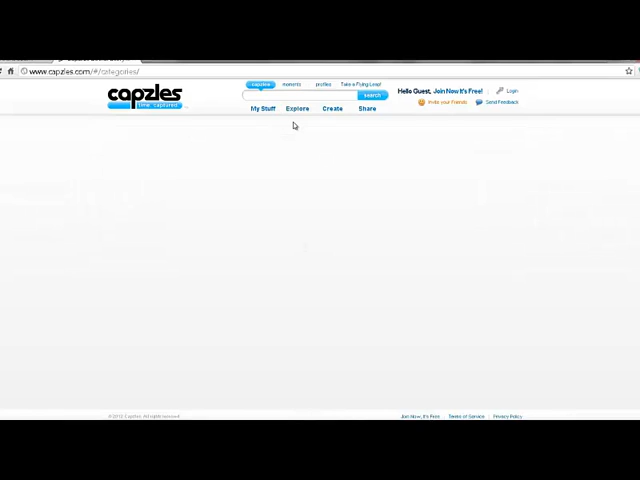 www.capzles.com/#/categories/
capzles moments profiles Take a Flying Leap!
capzles
time captured
search
Hello Guest, Join Now It's Free! Login
Invite your Friends Send Feedback
My Stuff Explore Create Share
Join Now, It's Free Terms of Service Privacy Policy